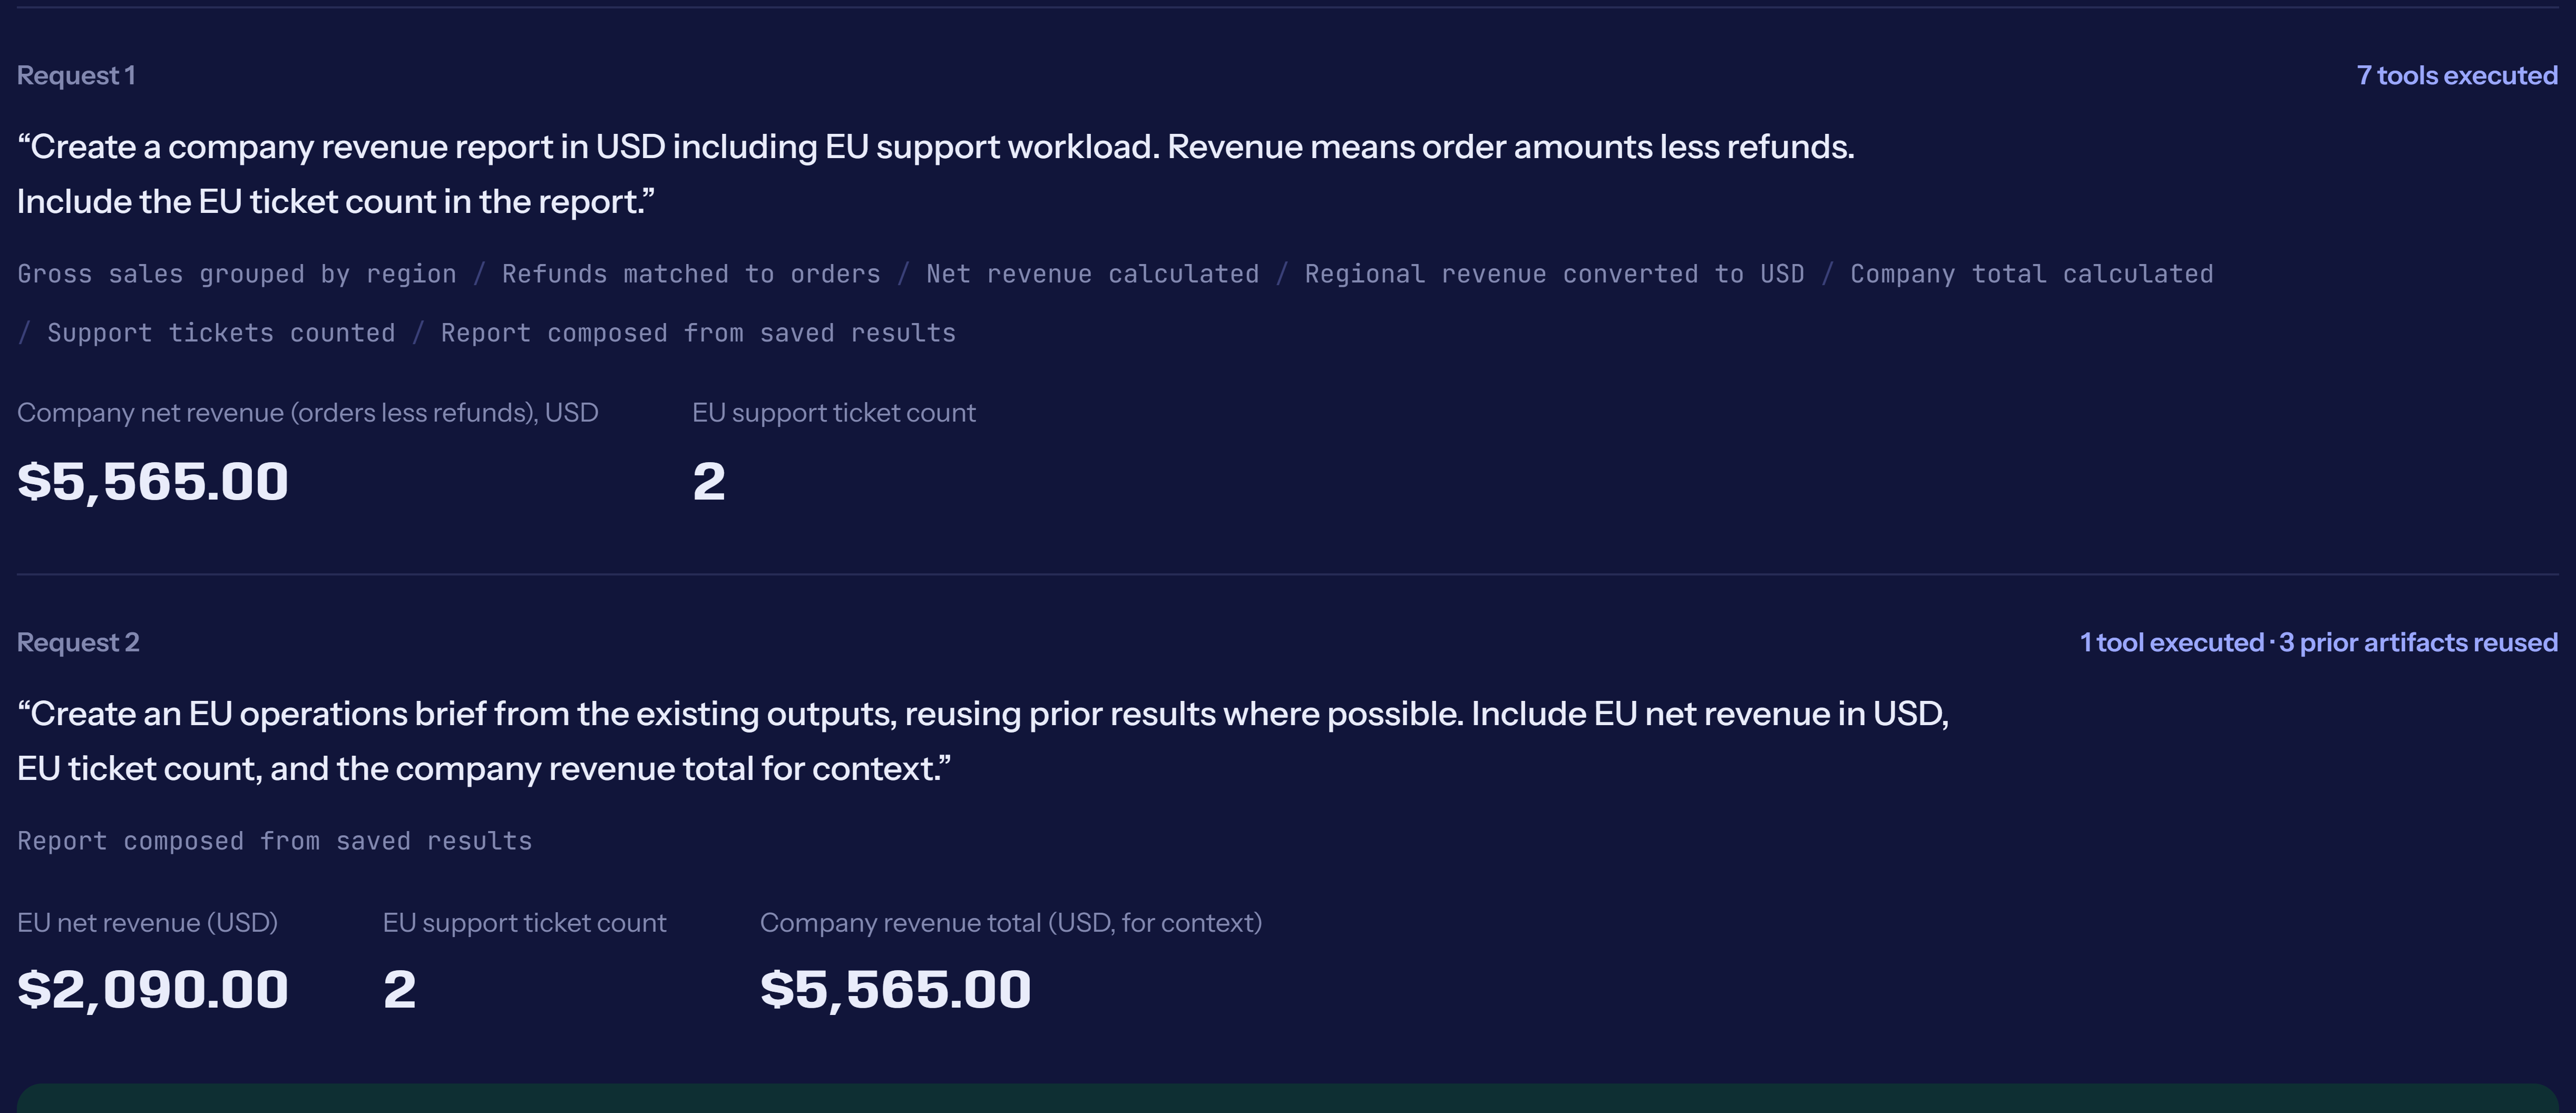 Request 1
7 tools executed
“Create a company revenue report in USD including EU support workload. Revenue means order amounts less refunds.
Include the EU ticket count in the report.”
Gross sales grouped by region / Refunds matched to orders / Net revenue calculated / Regional revenue converted to USD / Company total calculated
/ Support tickets counted / Report composed from saved results
Company net revenue (orders less refunds), USD
EU support ticket count
$5,565.00
2
Request 2
1 tool executed · 3 prior artifacts reused
“Create an EU operations brief from the existing outputs, reusing prior results where possible. Include EU net revenue in USD,
EU ticket count, and the company revenue total for context.”
Report composed from saved results
EU net revenue (USD)
EU support ticket count
Company revenue total (USD, for context)
$2,090.00
2
$5,565.00